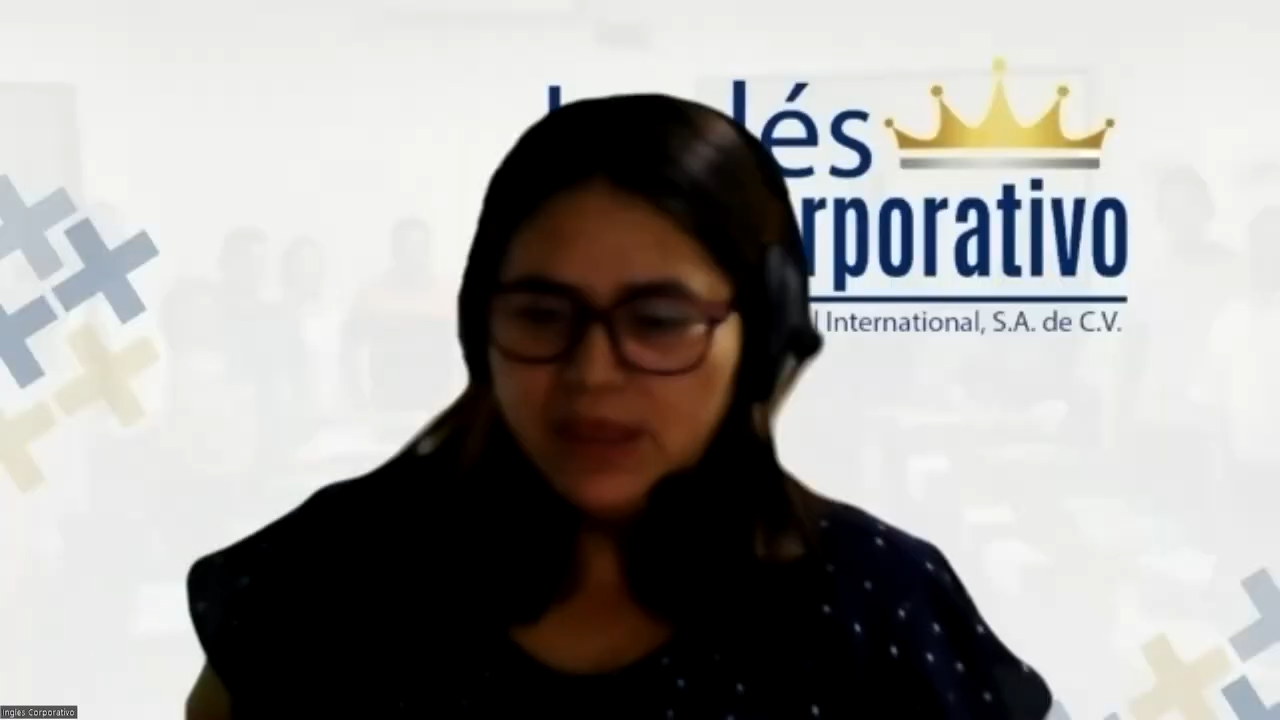 lés
rporativo
l International, S.A. de C.V.
Inglés Corporativo